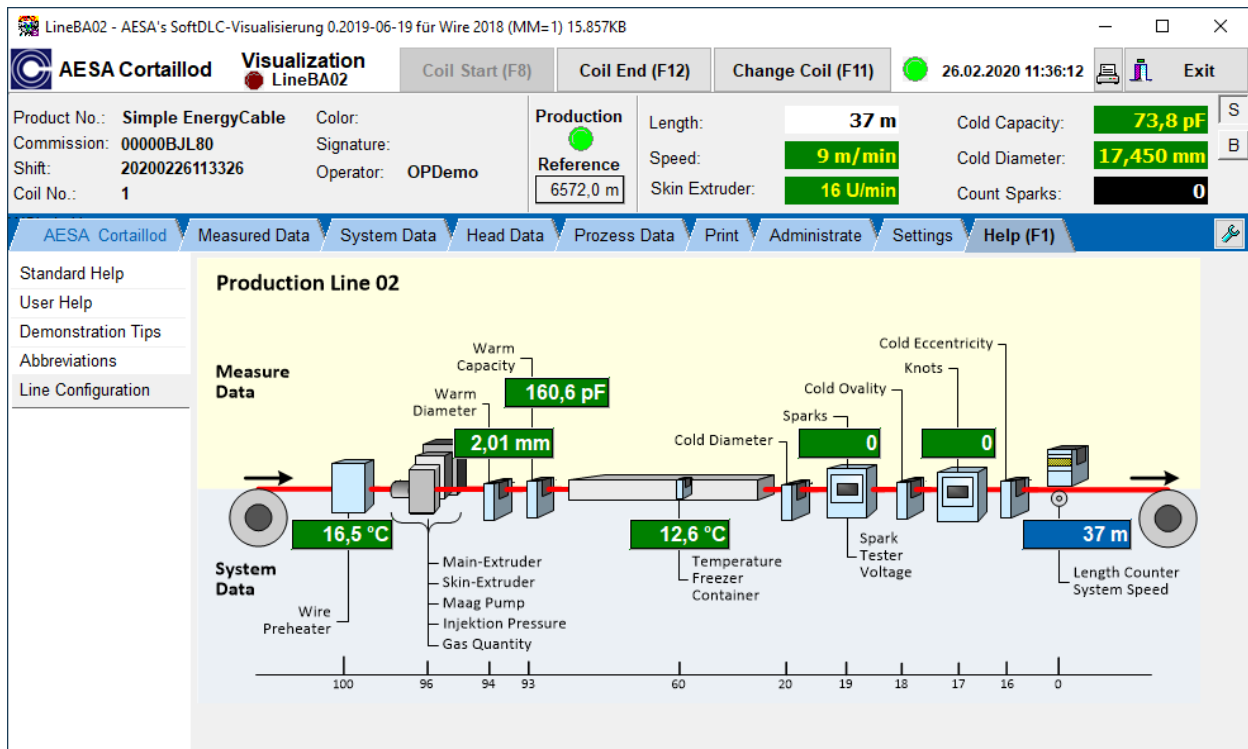 LineBA02 - AESA's SoftDLC-Visualisierung 0.2019-06-19 für Wire 2018 (MM=1) 15.857KB
AESA Cortaillod
Visualization
LineBA02
Coil Start (F8)
Coil End (F12)
Change Coil (F11)
26.02.2020 11:36:12
Exit
Product No.: Simple EnergyCable
Commission: 00000BJL80
Shift: 20200226113326
Coil No.: 1
Color:
Signature:
Operator: OPDemo
Production
Reference
6572,0 m
Length: 37 m
Speed: 9 m/min
Skin Extruder: 16 U/min
Cold Capacity: 73,8 pF
Cold Diameter: 17,450 mm
Count Sparks: 0
S
B
AESA Cortaillod
Measured Data
System Data
Head Data
Prozess Data
Print
Administrate
Settings
Help (F1)
Standard Help
User Help
Demonstration Tips
Abbreviations
Line Configuration
Production Line 02
Measure
Data
Warm
Capacity
160,6 pF
Warm
Diameter
2,01 mm
Cold Diameter
Sparks
0
Cold Ovality
Knots
0
Cold Eccentricity
16,5 °C
12,6 °C
37 m
System
Data
Wire
Preheater
Main-Extruder
Skin-Extruder
Maag Pump
Injektion Pressure
Gas Quantity
Temperature
Freezer
Container
Spark
Tester
Voltage
Length Counter
System Speed
100 96 94 93 60 20 19 18 17 16 0